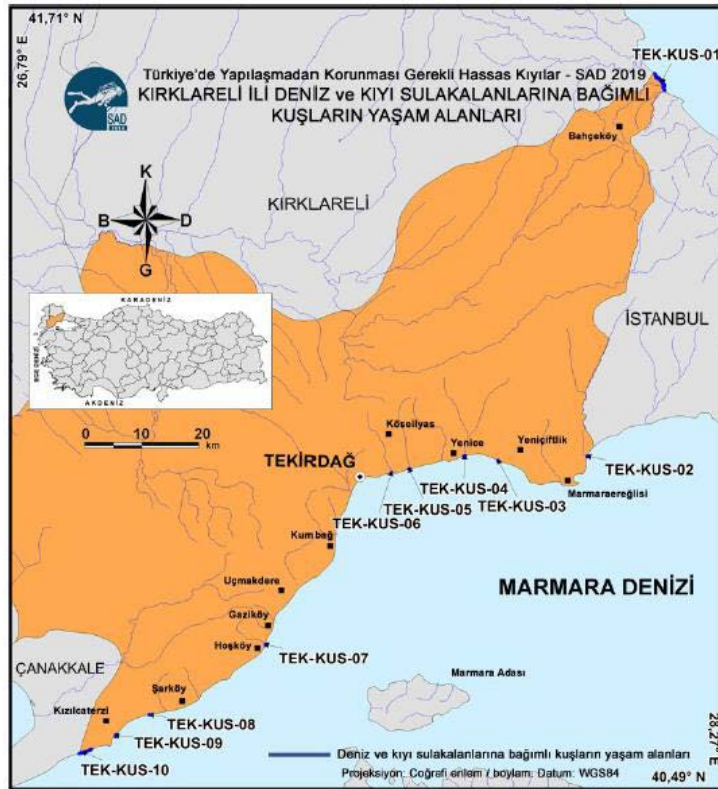 41,71° N
26,79° E
TEK-KUS-01
Türkiye'de Yapılaşmadan Korunması Gerekli Hassas Kıyılar - SAD 2019
KIRKLARELİ İLİ DENİZ ve KIYI SULAKALANLARINA BAĞIMLI
KUŞLARIN YAŞAM ALANLARI
SAD
Bahçeköy
K
B
D
G
KIRKLARELİ
İSTANBUL
KARADENİZ
EGE DENİZİ
AKDENİZ
0 10 20
km
Köseilyas
Yenice
Yeniçiftlik
TEKİRDAĞ
TEK-KUS-02
TEK-KUS-04
Marmaraereğlisi
TEK-KUS-05
TEK-KUS-03
TEK-KUS-06
Kumbağ
Uçmakdere
MARMARA DENİZİ
Gaziköy
Hoşköy
TEK-KUS-07
ÇANAKKALE
Marmara Adası
Şarköy
Kızılcaterzi
TEK-KUS-08
TEK-KUS-09
TEK-KUS-10
28,27° E
Deniz ve kıyı sulakalanlarına bağımlı kuşların yaşam alanları
Projeksiyon: Coğrafi enlem / boylam; Datum: WGS84
40,49° N